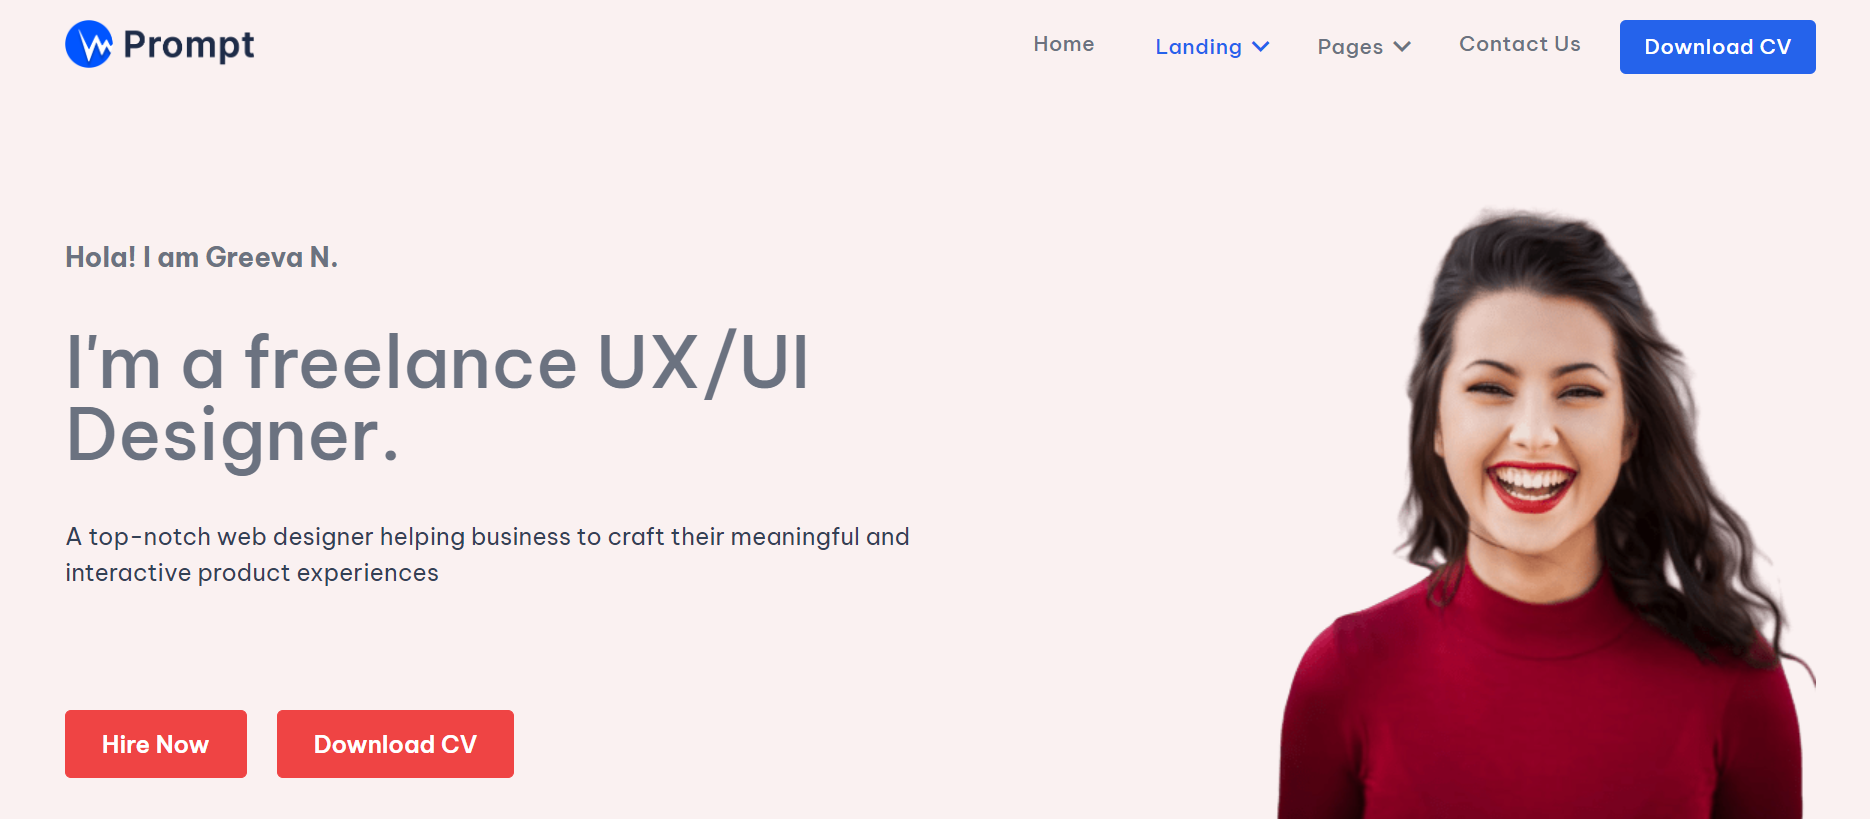 Prompt
Home
Landing
Pages
Contact Us
Download CV
Hola! I am Greeva N.
I'm a freelance UX/UI
Designer.
A top-notch web designer helping business to craft their meaningful and
interactive product experiences
Hire Now
Download CV